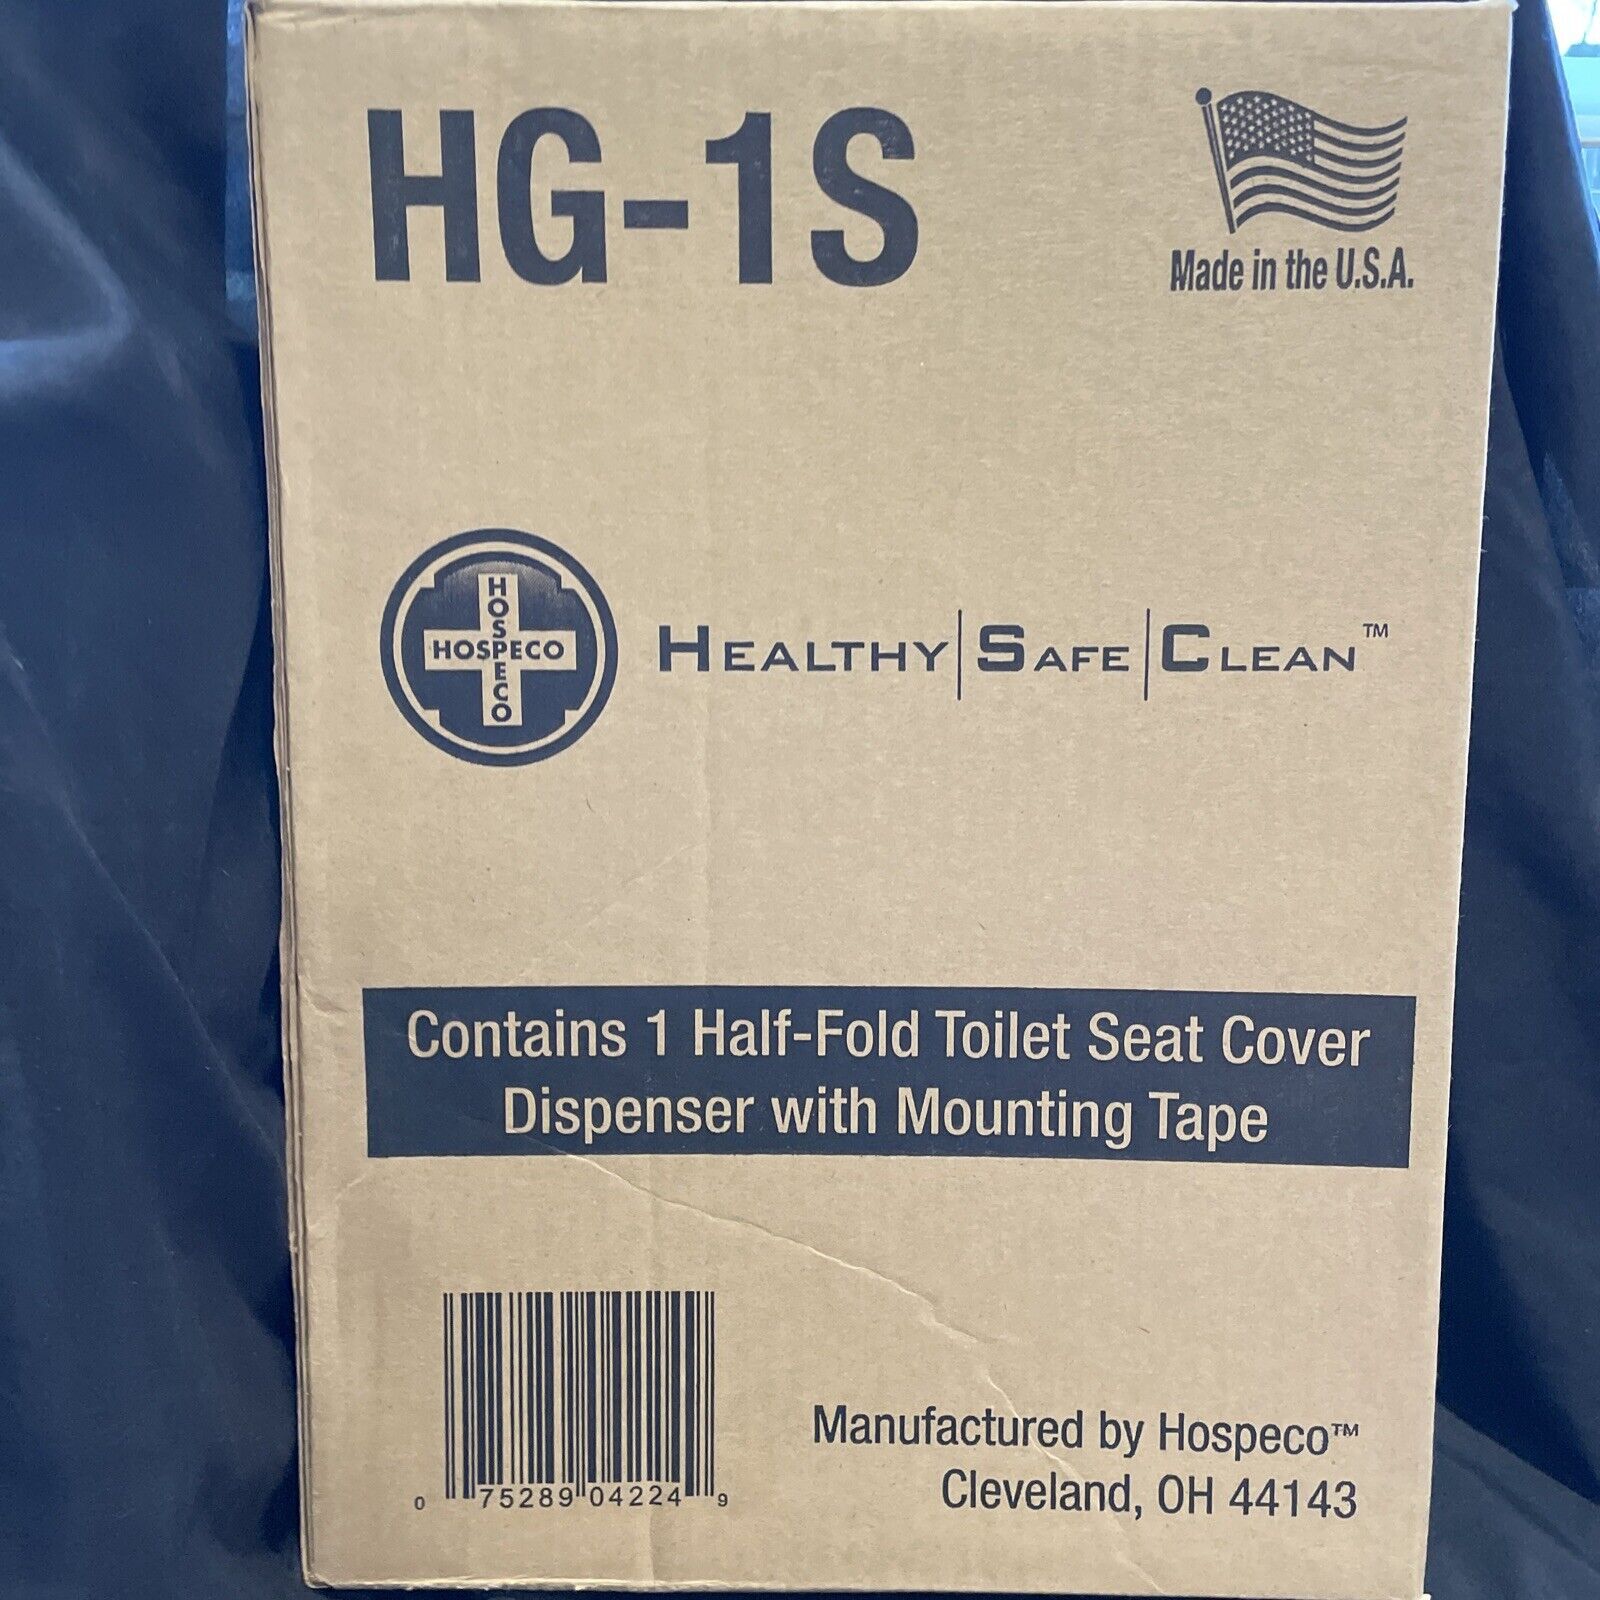 HG-1S
Made in the U.S.A.
HOSPECO
HOSPECO
HEALTHY|SAFE|CLEAN™
Contains 1 Half-Fold Toilet Seat Cover
Dispenser with Mounting Tape
0 75289 04224 9
Manufactured by Hospeco™
Cleveland, OH 44143